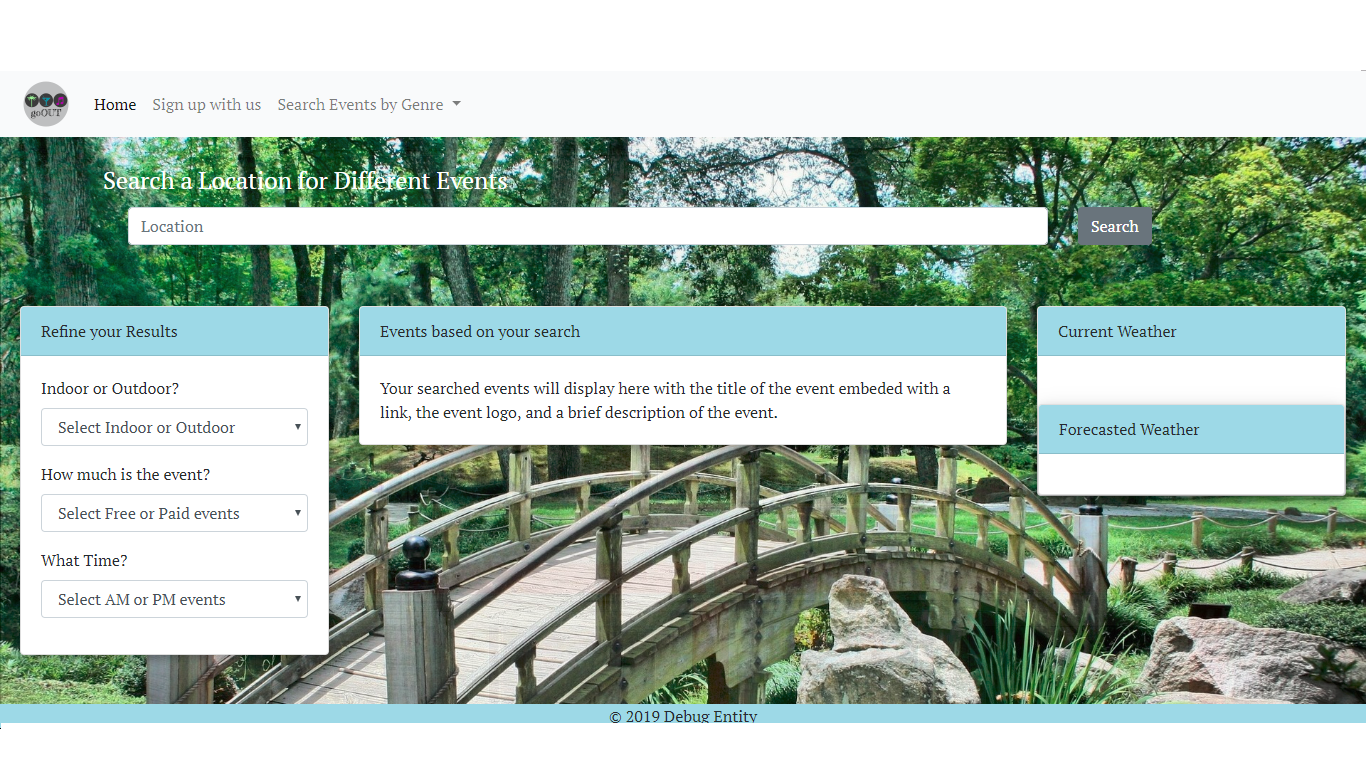 goOUT
Home Sign up with us Search Events by Genre
Search a Location for Different Events
Location
Search
Refine your Results
Indoor or Outdoor?
Select Indoor or Outdoor
How much is the event?
Select Free or Paid events
What Time?
Select AM or PM events
Events based on your search
Your searched events will display here with the title of the event embeded with a
link, the event logo, and a brief description of the event.
Current Weather
Forecasted Weather
© 2019 Debug Entity